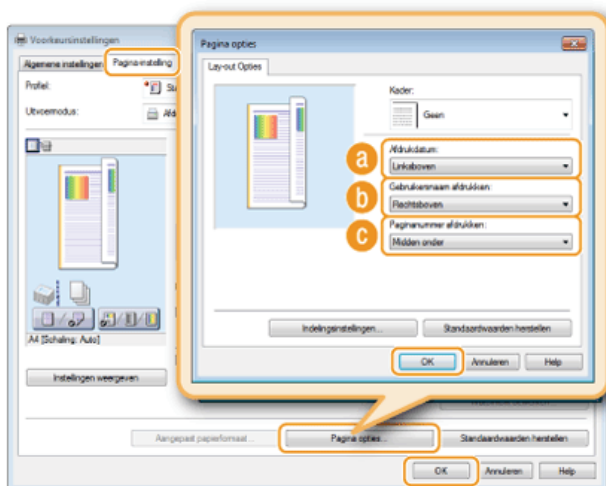 Voorkeursinstellingen
Algemene instellingen
Pagina-instelling
Profiel:
Uitvoermodus:
A4 [Schaling: Auto]
Instellingen weergeven
Aangepast papierformaat...
Pagina opties...
Standaardwaarden herstellen
OK
Annuleren
Help
Pagina opties
Lay-out Opties
Kader:
Geen
a
Afdrukdatum:
Linksboven
b
Gebruikersnaam afdrukken:
Rechtsboven
c
Paginanummer afdrukken:
Midden onder
Indelingsinstellingen...
Standaardwaarden herstellen
OK
Annuleren
Help